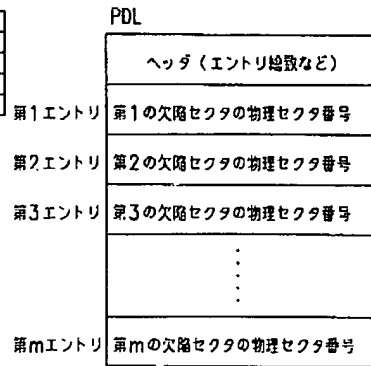 PDL
ヘッダ(エントリ総数など)
第1エントリ 第1の欠陥セクタの物理セクタ番号
第2エントリ 第2の欠陥セクタの物理セクタ番号
第3エントリ 第3の欠陥セクタの物理セクタ番号
第mエントリ 第mの欠陥セクタの物理セクタ番号